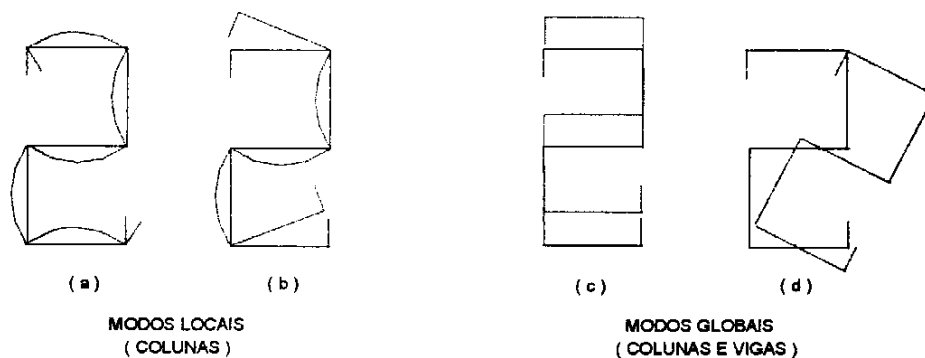 ( a )
( b )
( c )
( d )
MODOS LOCAIS
( COLUNAS )
MODOS GLOBAIS
( COLUNAS E VIGAS )